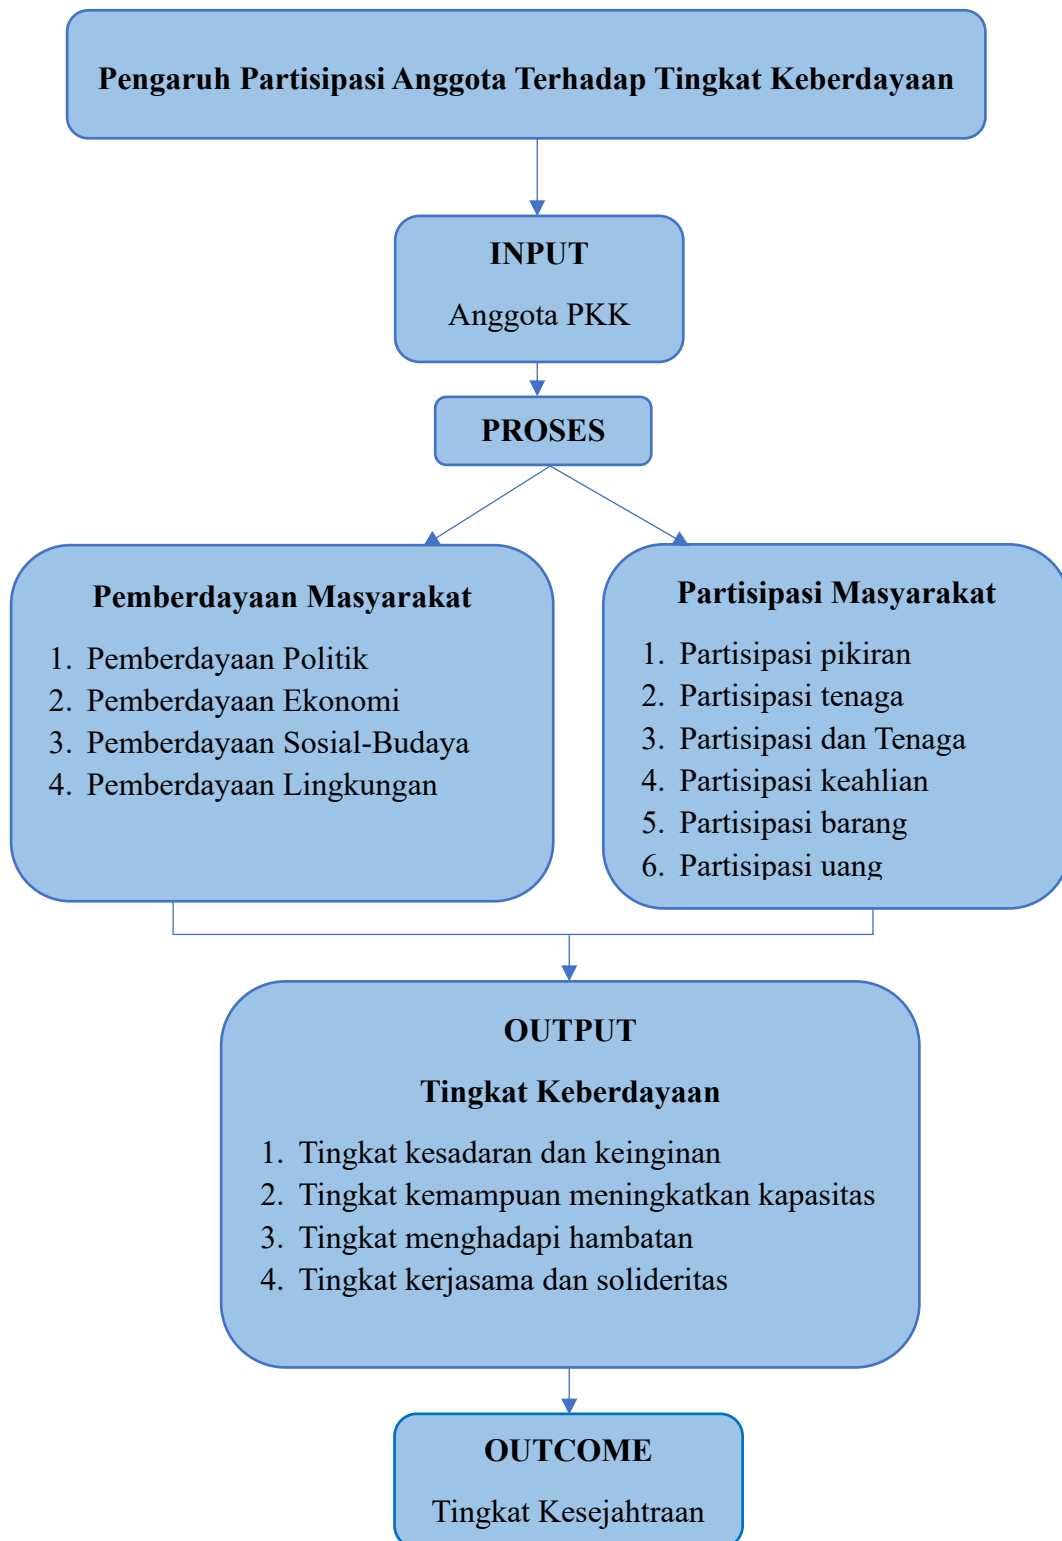 Pengaruh Partisipasi Anggota Terhadap Tingkat Keberdayaan
INPUT
Anggota PKK
PROSES
Pemberdayaan Masyarakat
1. Pemberdayaan Politik
2. Pemberdayaan Ekonomi
3. Pemberdayaan Sosial-Budaya
4. Pemberdayaan Lingkungan
Partisipasi Masyarakat
1. Partisipasi pikiran
2. Partisipasi tenaga
3. Partisipasi dan Tenaga
4. Partisipasi keahlian
5. Partisipasi barang
6. Partisipasi uang
OUTPUT
Tingkat Keberdayaan
1. Tingkat kesadaran dan keinginan
2. Tingkat kemampuan meningkatkan kapasitas
3. Tingkat menghadapi hambatan
4. Tingkat kerjasama dan solideritas
OUTCOME
Tingkat Kesejahtraan